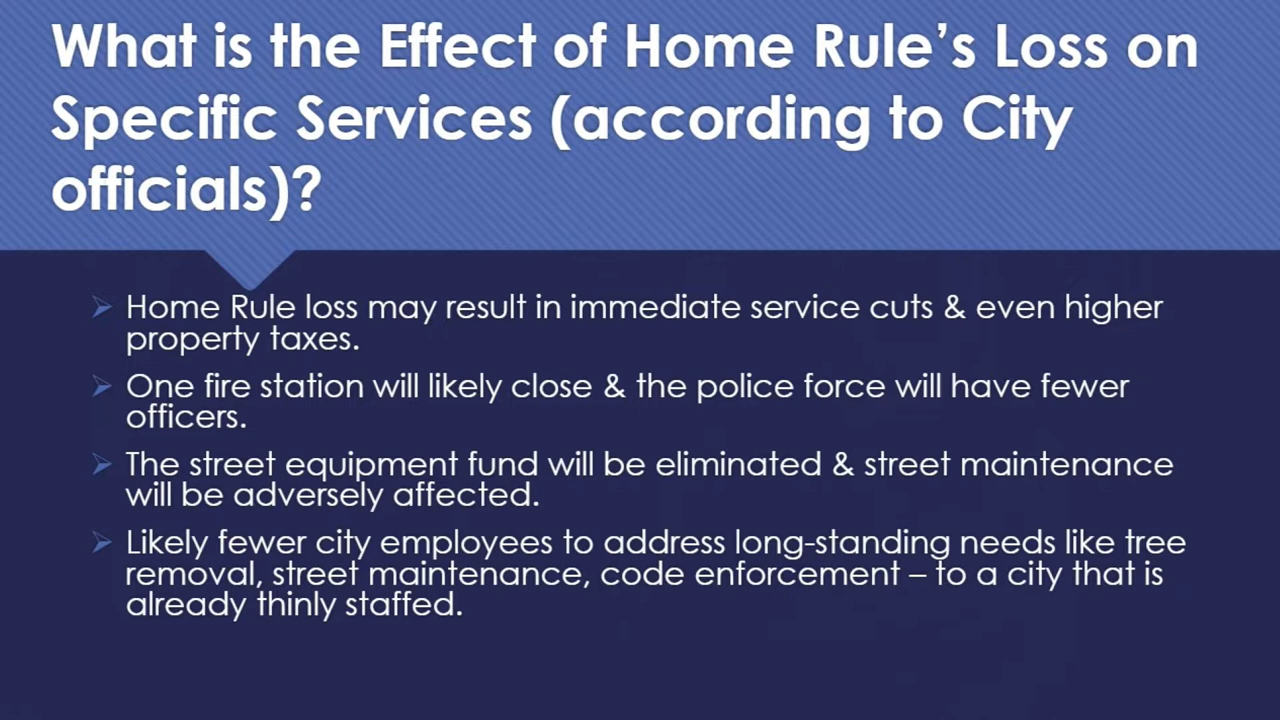 What is the Effect of Home Rule’s Loss on
Specific Services (according to City
officials)?
Home Rule loss may result in immediate service cuts & even higher
property taxes.
One fire station will likely close & the police force will have fewer
officers.
The street equipment fund will be eliminated & street maintenance
will be adversely affected.
Likely fewer city employees to address long-standing needs like tree
removal, street maintenance, code enforcement – to a city that is
already thinly staffed.